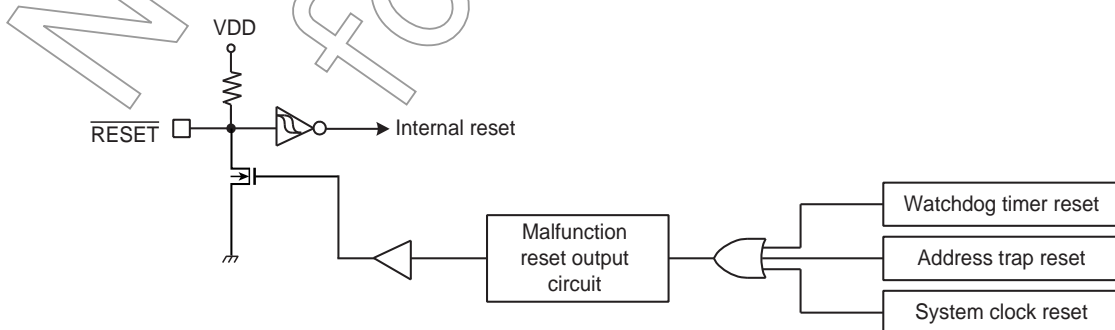 VDD
RESET
Internal reset
Malfunction
reset output
circuit
Watchdog timer reset
Address trap reset
System clock reset